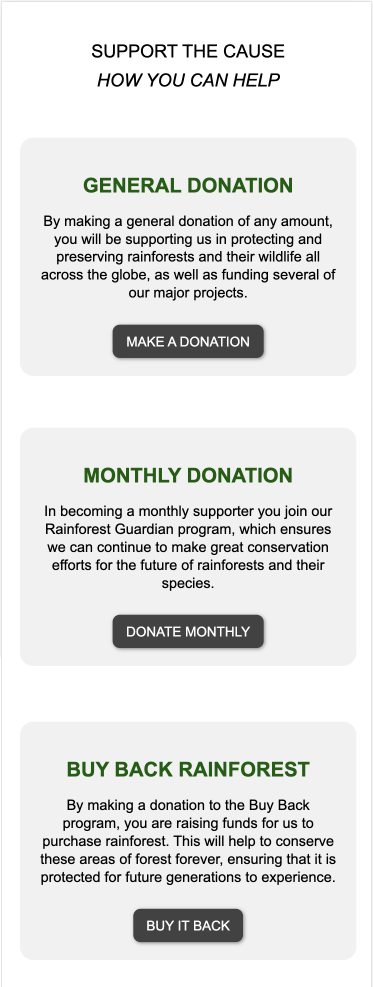 SUPPORT THE CAUSE
HOW YOU CAN HELP
GENERAL DONATION
By making a general donation of any amount,
you will be supporting us in protecting and
preserving rainforests and their wildlife all
across the globe, as well as funding several of
our major projects.
MAKE A DONATION
MONTHLY DONATION
In becoming a monthly supporter you join our
Rainforest Guardian program, which ensures
we can continue to make great conservation
efforts for the future of rainforests and their
species.
DONATE MONTHLY
BUY BACK RAINFOREST
By making a donation to the Buy Back
program, you are raising funds for us to
purchase rainforest. This will help to conserve
these areas of forest forever, ensuring that it is
protected for future generations to experience.
BUY IT BACK